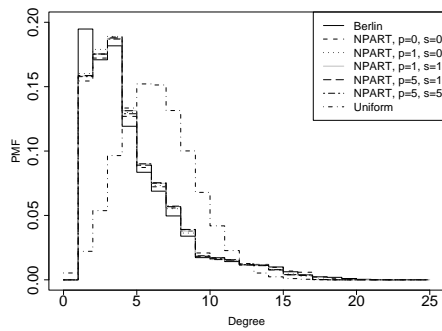 0.20
0.15
0.10
0.05
0.00
PMF
0
5
10
15
20
25
Degree
Berlin
NPART, p=0, s=0
NPART, p=1, s=0
NPART, p=1, s=1
NPART, p=5, s=1
NPART, p=5, s=5
Uniform